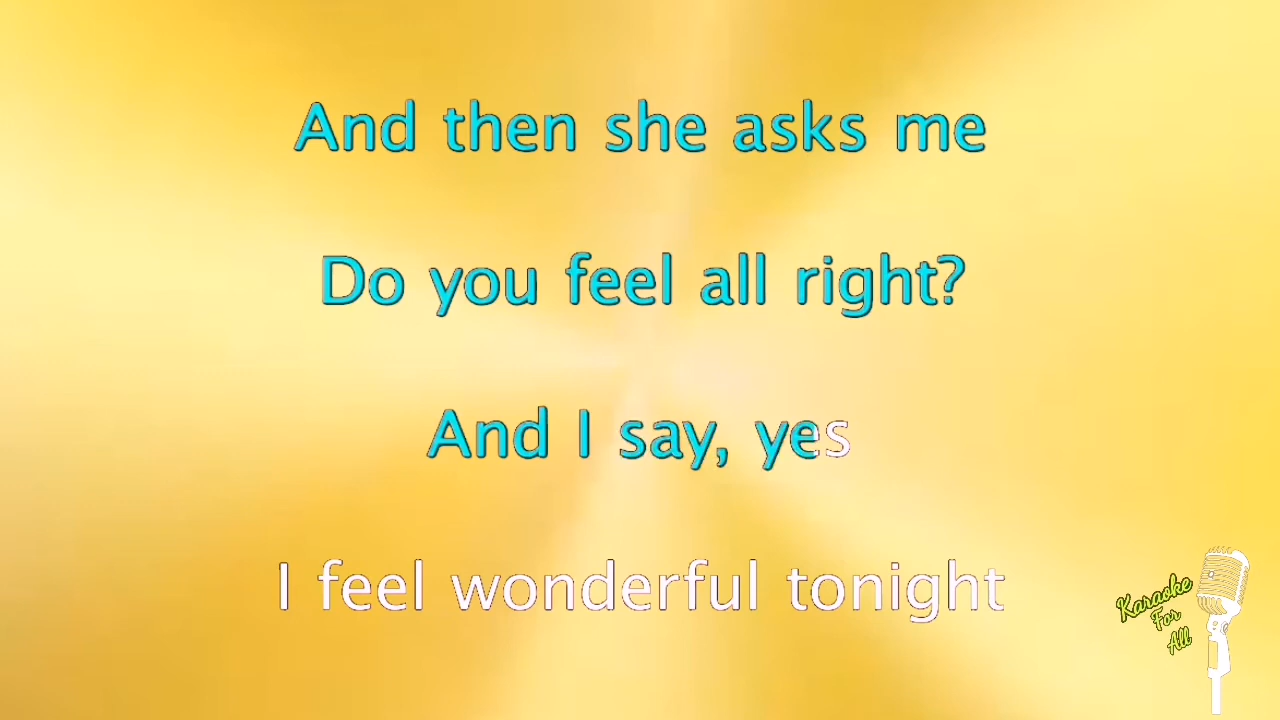 And then she asks me
Do you feel all right?
And I say, yes
I feel wonderful tonight
Karaoke
For
All